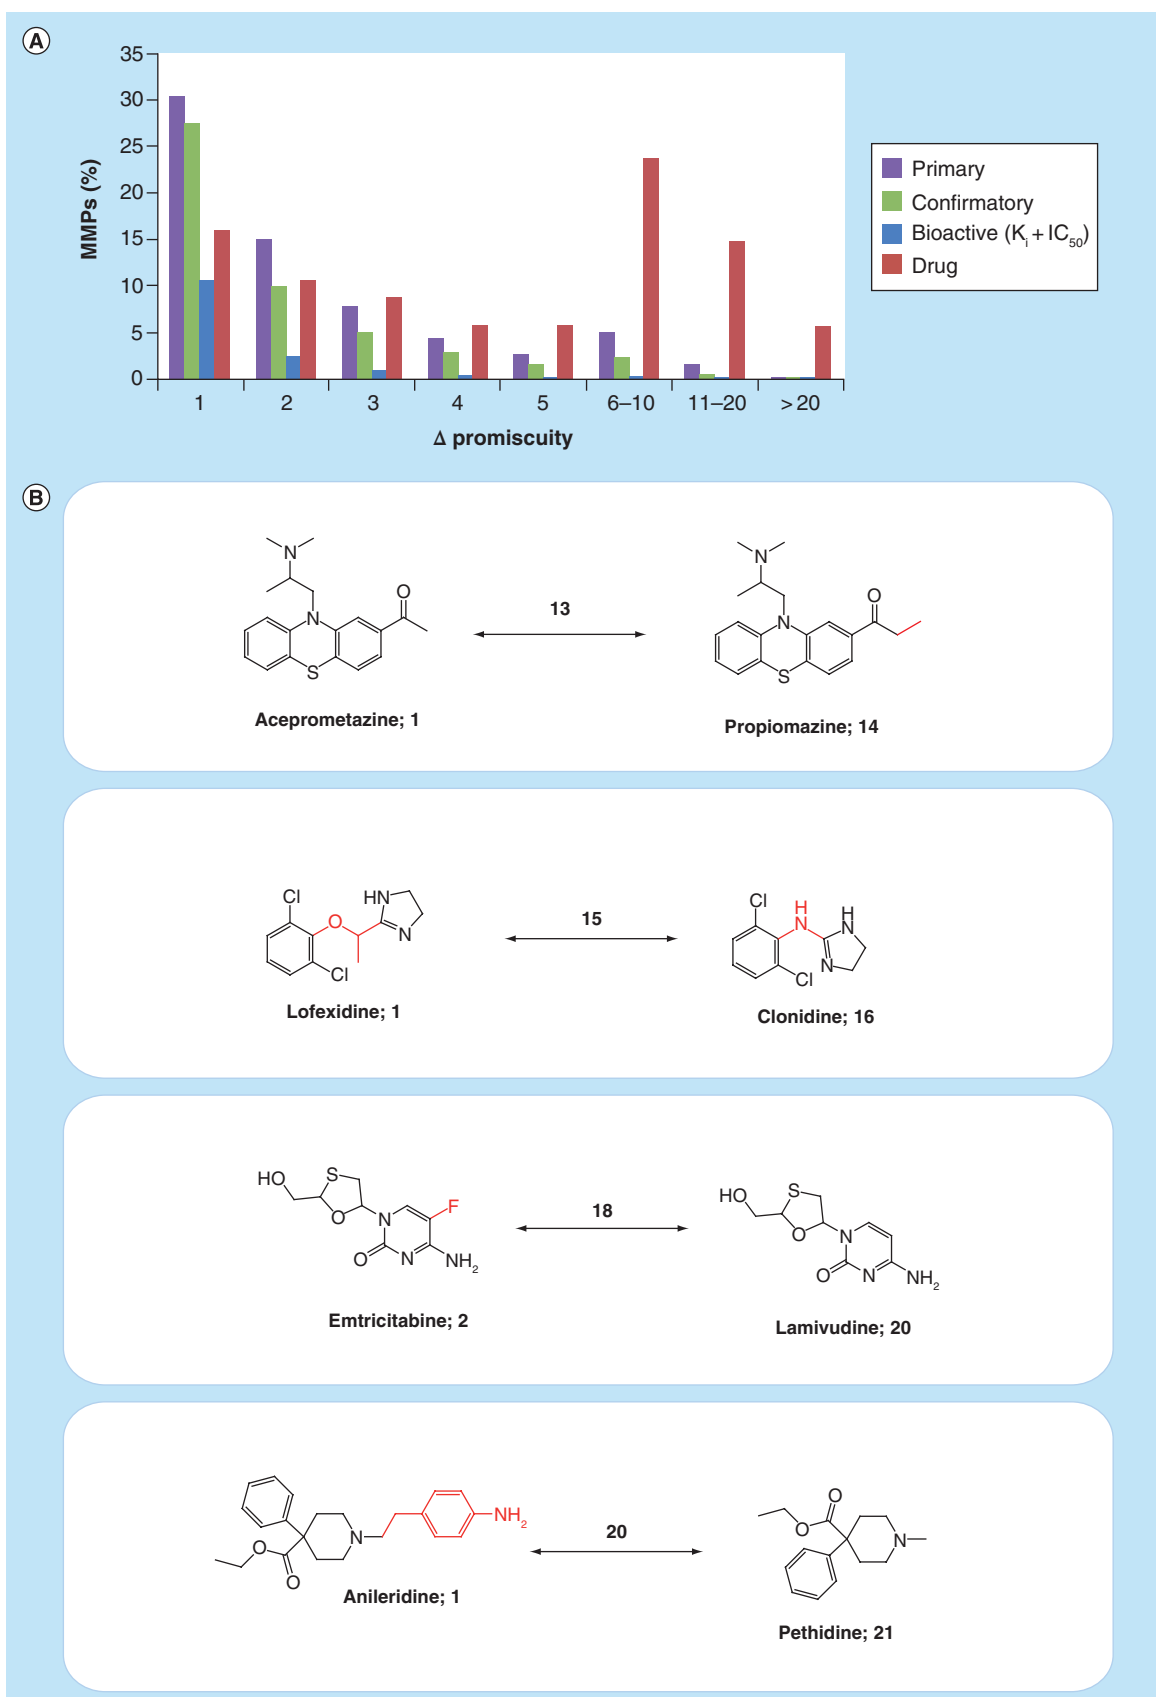 A
35
30
25
20
15
10
5
0
MMPs (%)
1 2 3 4 5 6–10 11–20 >20
Δ promiscuity
Primary
Confirmatory
Bioactive (Ki + IC50)
Drug
B
N
O
N
S
Aceprometazine; 1
13
N
O
N
S
Propiomazine; 14
Cl
HN
O
N
Cl
Lofexidine; 1
15
Cl
H
N
H
N
N
Cl
Clonidine; 16
HO
S
F
O
N
O
N
NH2
Emtricitabine; 2
18
HO
S
O
N
O
N
NH2
Lamivudine; 20
NH2
N
O
O
Anileridine; 1
20
O
O
N
Pethidine; 21